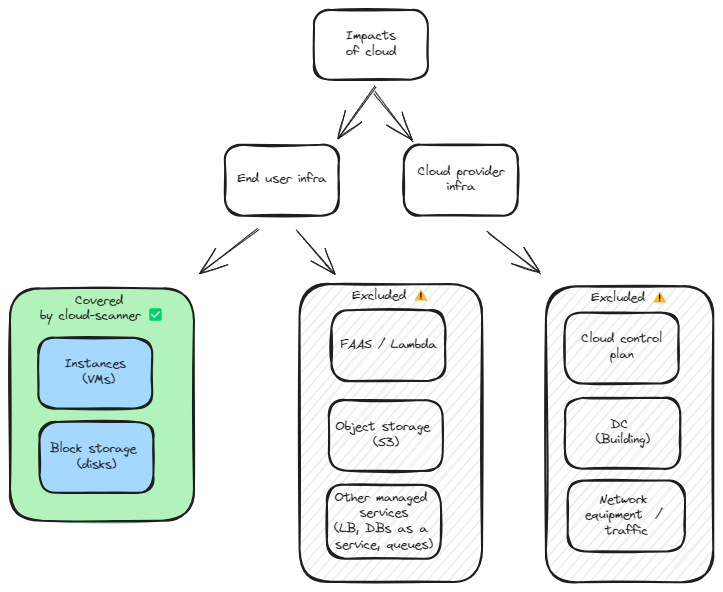 Impacts
of cloud
End user infra
Cloud provider
infra
Covered
by cloud-scanner ✅
Instances
(VMs)
Block storage
(disks)
Excluded ⚠️
FAAS / Lambda
Object storage
(S3)
Other managed
services
(LB, DBs as a
service, queues)
Excluded ⚠️
Cloud control
plan
DC
(Building)
Network
equipment /
traffic